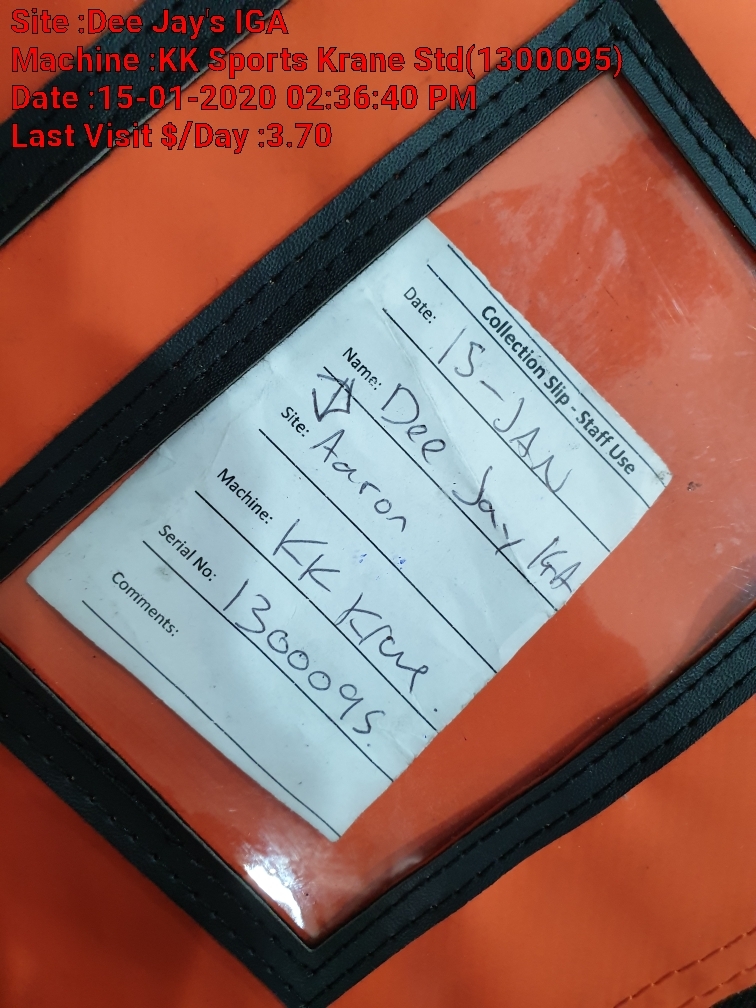 Site :Dee Jay's IGA
Machine :KK Sports Krane Std(1300095)
Date :15-01-2020 02:36:40 PM
Last Visit $/Day :3.70
Collection Slip - Staff Use
Date: 15-JAN
Name: Dee Jay IGA
Site: Aaron
Machine: KK Krane.
Serial No: 1300095.
Comments: